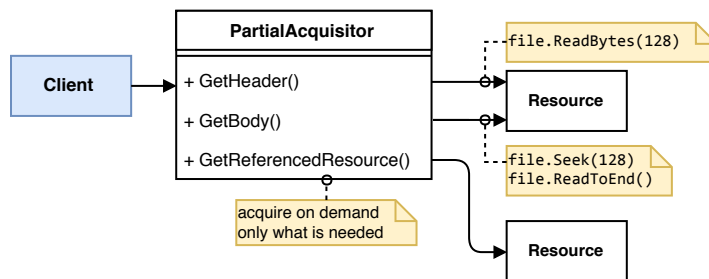 PartialAcquisitor
file.ReadBytes(128)
Client
+ GetHeader()
Resource
+ GetBody()
+ GetReferencedResource()
file.Seek(128)
file.ReadToEnd()
acquire on demand
only what is needed
Resource